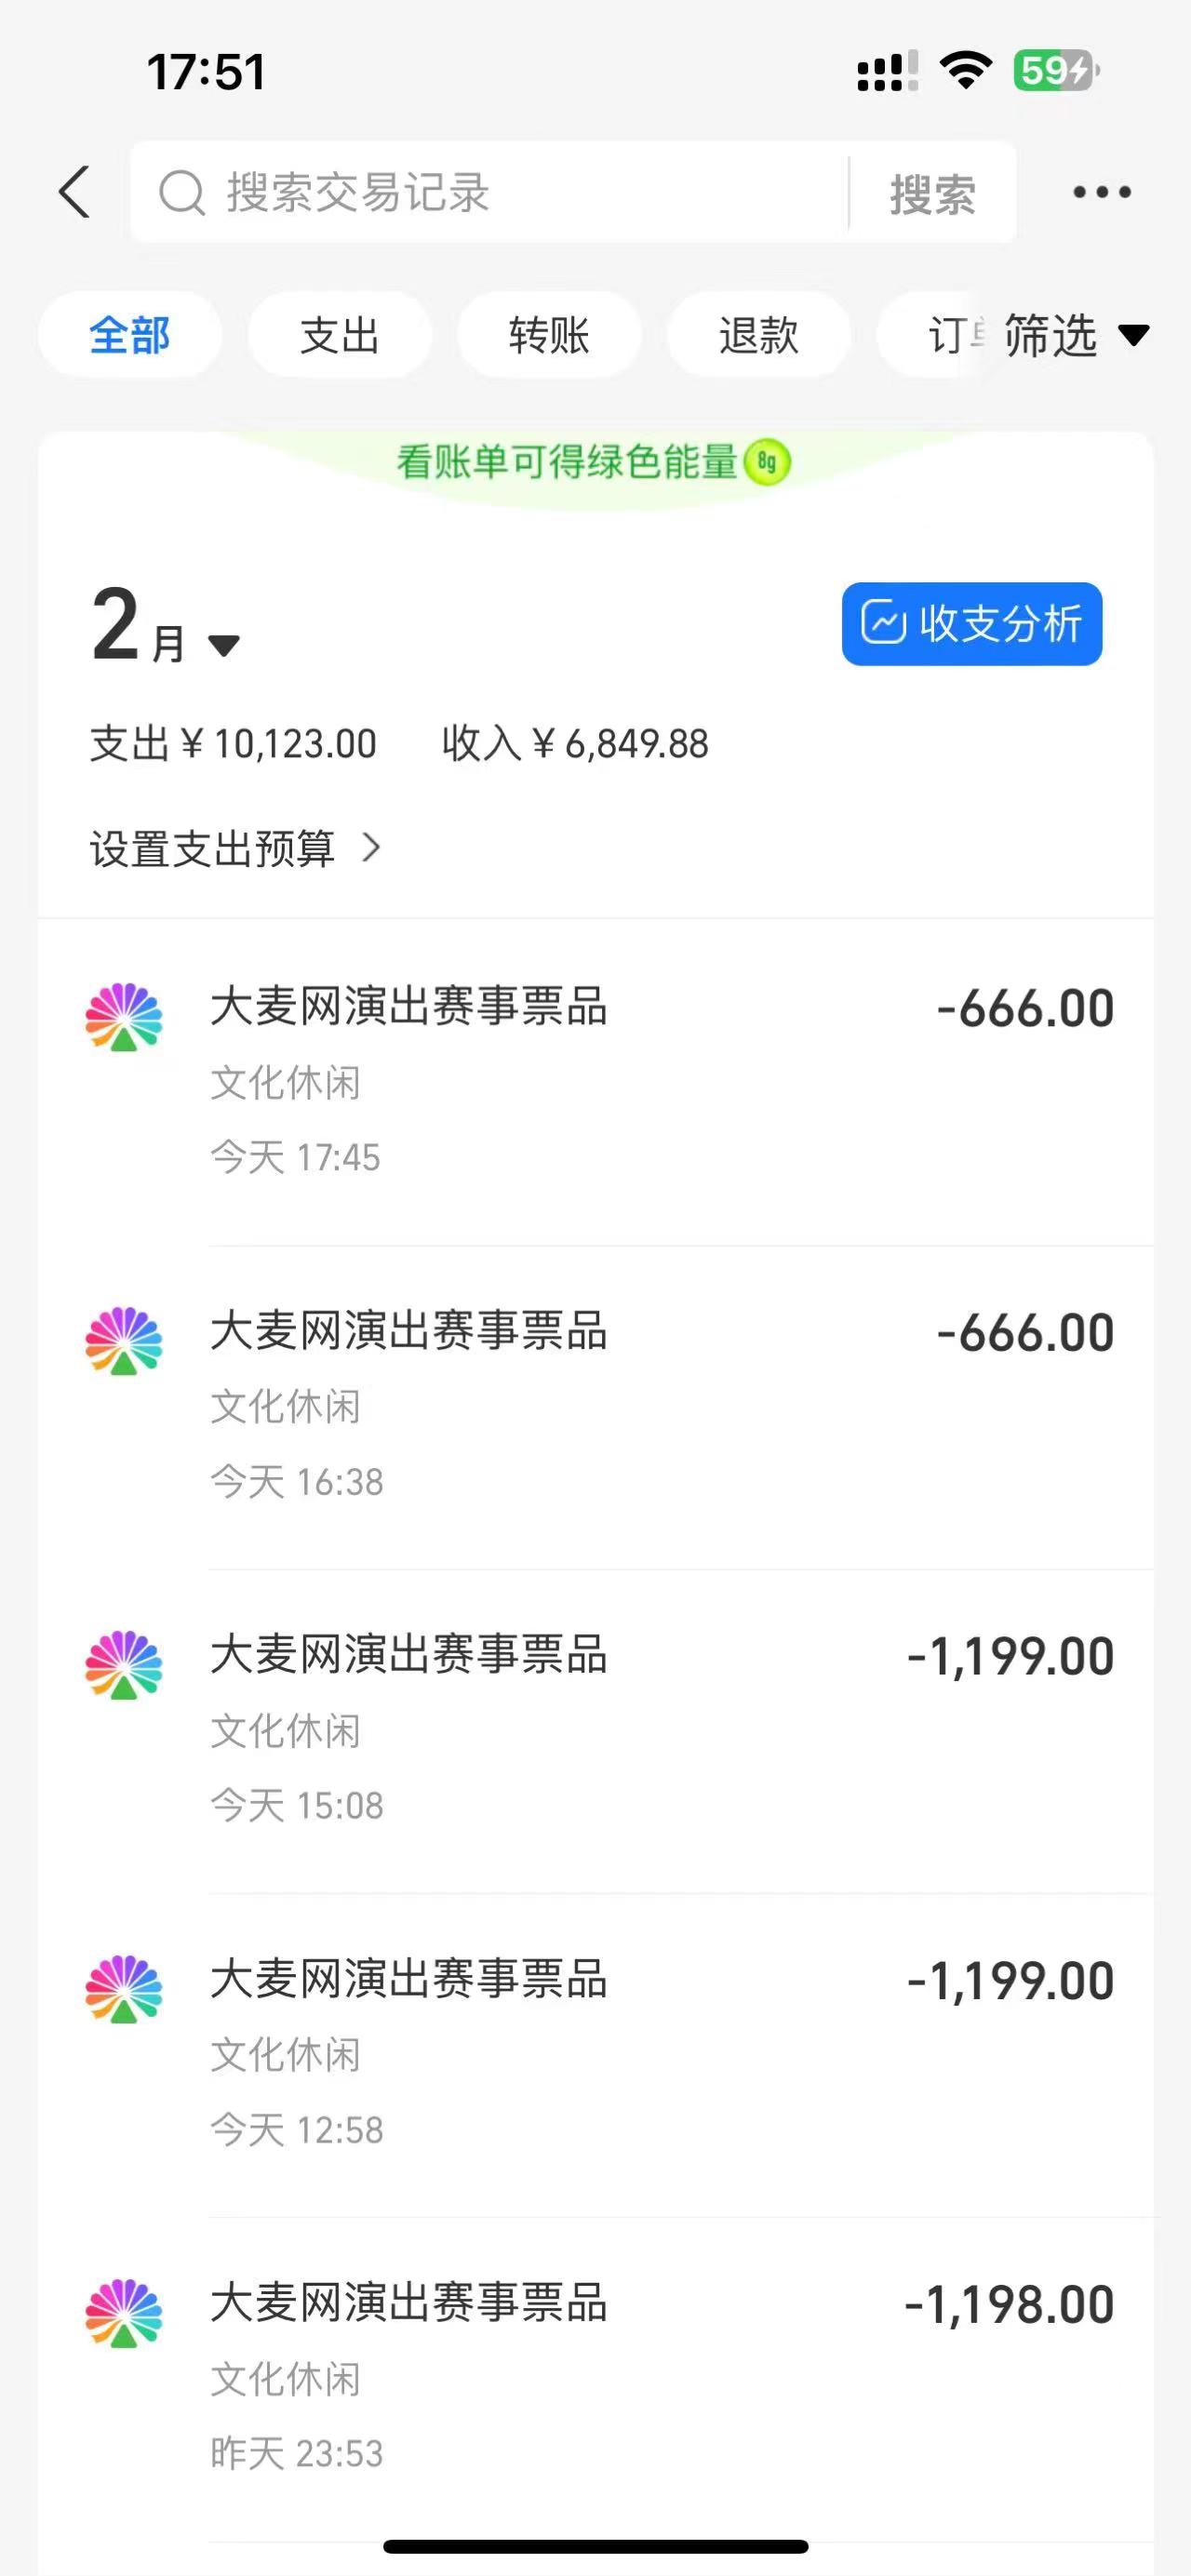 17:51
59
搜索交易记录 搜索
全部 支出 转账 退款 订 筛选
看账单可得绿色能量 8g
2月 收支分析
支出¥10,123.00 收入¥6,849.88
设置支出预算
大麦网演出赛事票品 -666.00
文化休闲
今天 17:45
大麦网演出赛事票品 -666.00
文化休闲
今天 16:38
大麦网演出赛事票品 -1,199.00
文化休闲
今天 15:08
大麦网演出赛事票品 -1,199.00
文化休闲
今天 12:58
大麦网演出赛事票品 -1,198.00
文化休闲
昨天 23:53